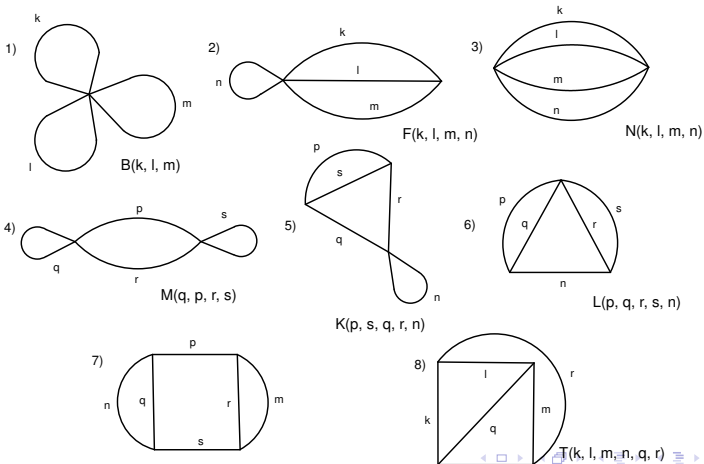 1)
k
l
m
B(k, l, m)
2)
n
k
l
m
F(k, l, m, n)
3)
k
l
m
n
N(k, l, m, n)
4)
p
q
r
s
M(q, p, r, s)
5)
p
s
r
q
n
K(p, s, q, r, n)
6)
p
q
r
s
n
L(p, q, r, s, n)
7)
p
n
q
r
m
s
8)
l
r
k
m
q
T(k, l, m, n, q, r)